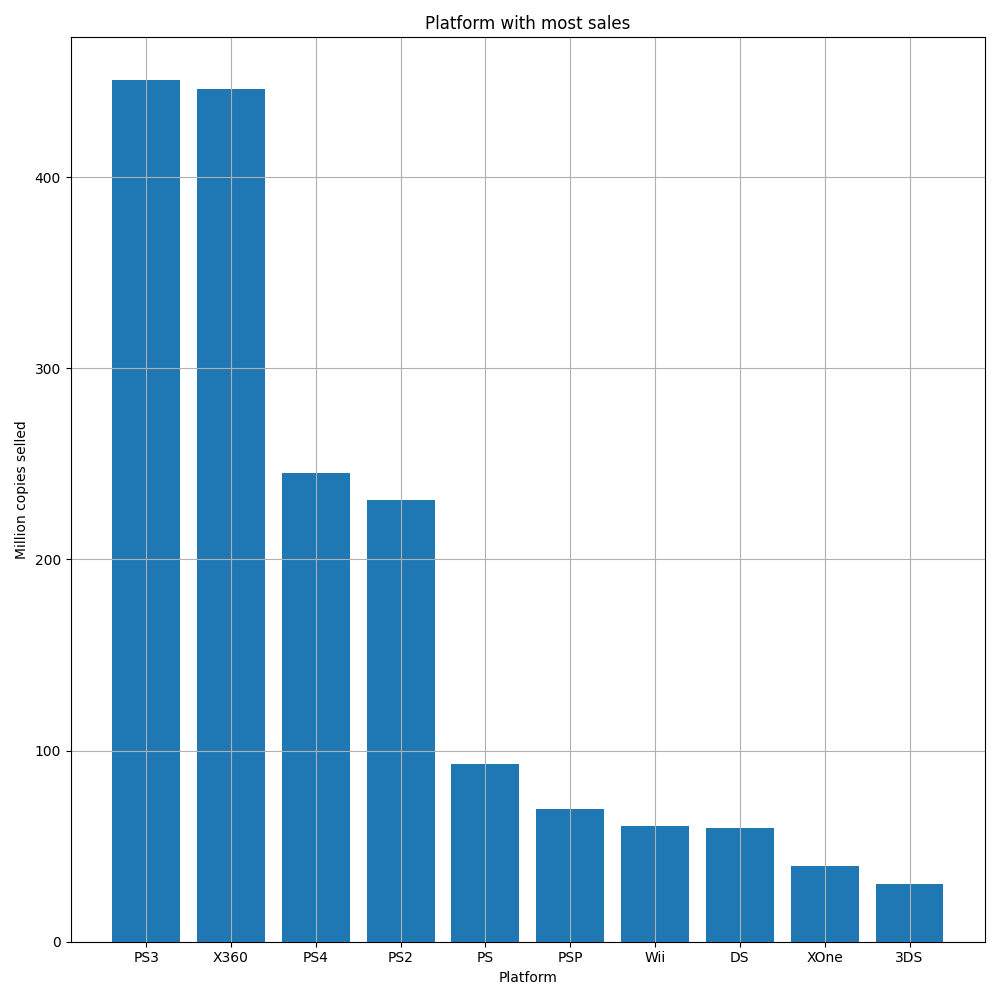 Platform with most sales
Million copies selled
400
300
200
100
0
PS3 X360 PS4 PS2 PS PSP Wii DS XOne 3DS
Platform